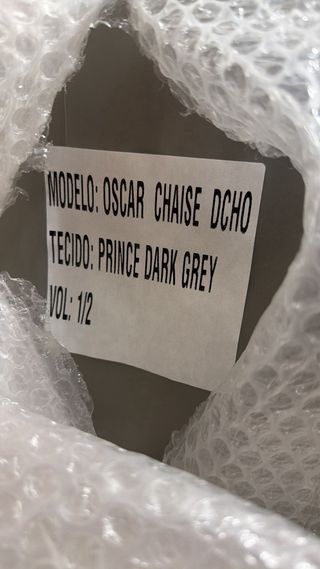 MODELO: OSCAR CHAISE DCHO
TECIDO: PRINCE DARK GREY
VOL: 1/2